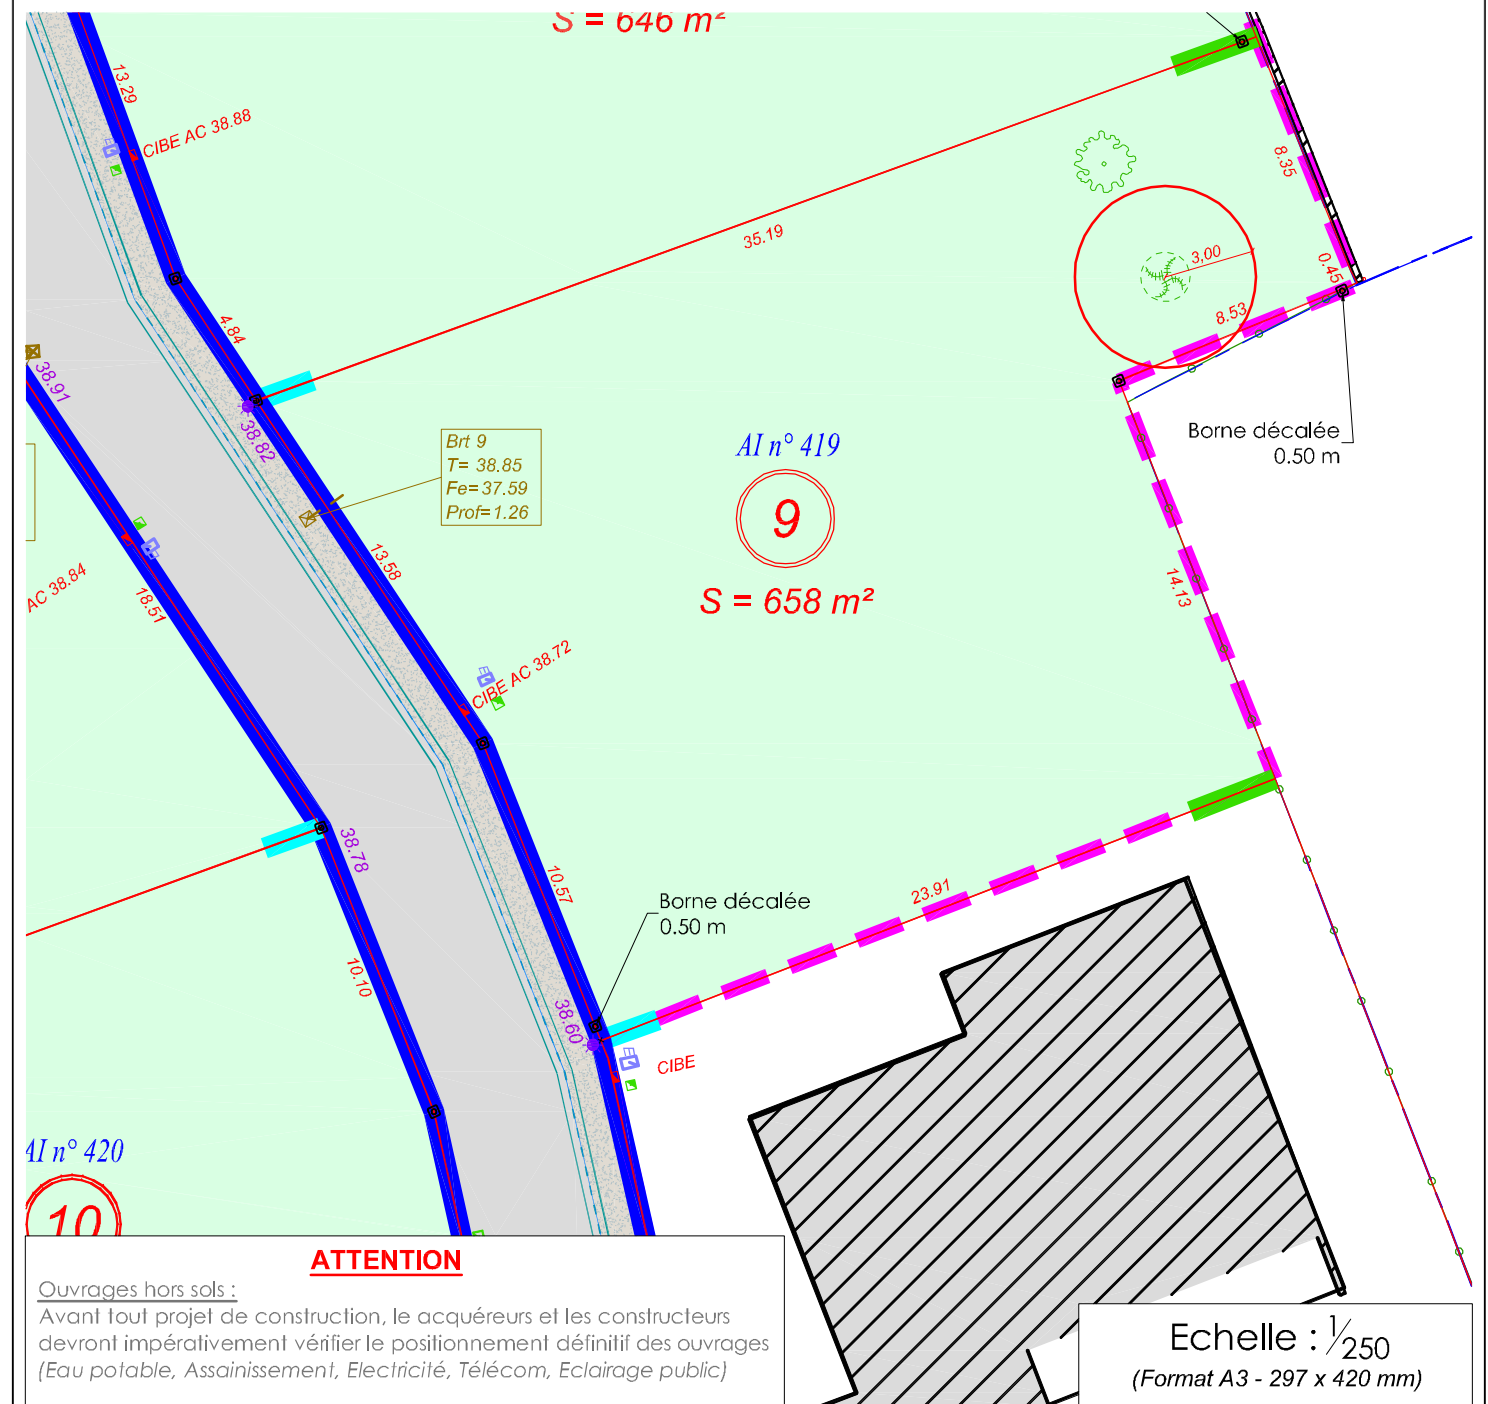 S = 646 m²
13.29
CIBE AC 38.88
8.35
35.19
3,00
0.45
8.53
4.84
38.91
38.82
Brt 9
T= 38.85
Fe=37.59
Prof=1.26
AI n° 419
9
S = 658 m²
Borne décalée
0.50 m
13.58
14.13
AC 38.84
18.51
CIBE AC 38.72
38.78
10.57
23.91
Borne décalée
0.50 m
10.10
38.60
CIBE
AI n° 420
10
ATTENTION
Ouvrages hors sols :
Avant tout projet de construction, le acquéreurs et les constructeurs
devront impérativement vérifier le positionnement définitif des ouvrages
(Eau potable, Assainissement, Electricité, Télécom, Eclairage public)
Echelle : 1/250
(Format A3 - 297 x 420 mm)